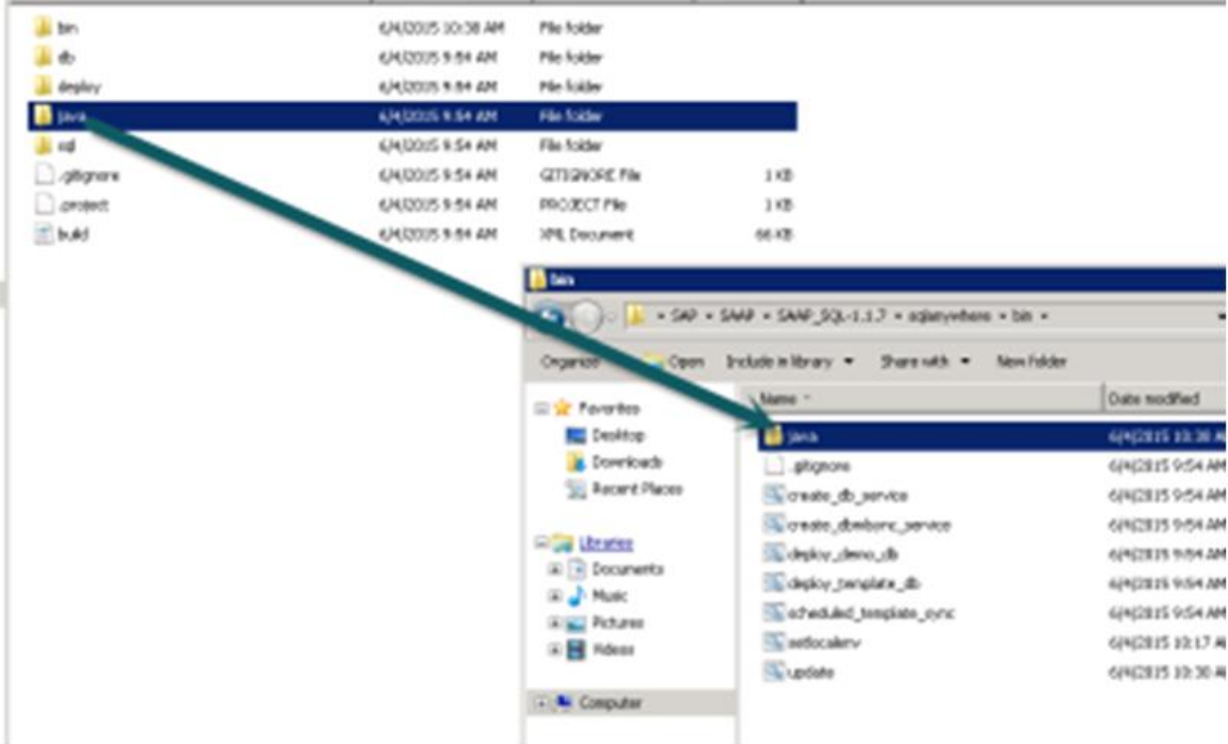 bin 6/4/2015 10:38 AM File folder
db 6/4/2015 9:54 AM File folder
deploy 6/4/2015 9:54 AM File folder
java 6/4/2015 9:54 AM File folder
sql 6/4/2015 9:54 AM File folder
.gitignore 6/4/2015 9:54 AM GITIGNORE File 1 KB
.project 6/4/2015 9:54 AM PROJECT File 1 KB
build 6/4/2015 9:54 AM XML Document 66 KB
bin
SAP SAAP SAAP_SQL-1.1.7 sqlanywhere bin
Organize Open Include in library Share with New folder
Name Date modified
Favorites
Desktop
Downloads
Recent Places
Libraries
Documents
Music
Pictures
Videos
Computer
java 6/4/2015 10:38 A
.gitignore 6/4/2015 9:54 AM
create_db_service 6/4/2015 9:54 AM
6/4/2015 9:54 AM
deploy_demo_db 6/4/2015 9:54 AM
deploy_template_db 6/4/2015 9:54 AM
scheduled_template_sync 6/4/2015 9:54 AM
setlocalenv 6/4/2015 10:17 A
update 6/4/2015 10:30 A